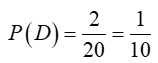 P(D) = 2/20 = 1/10